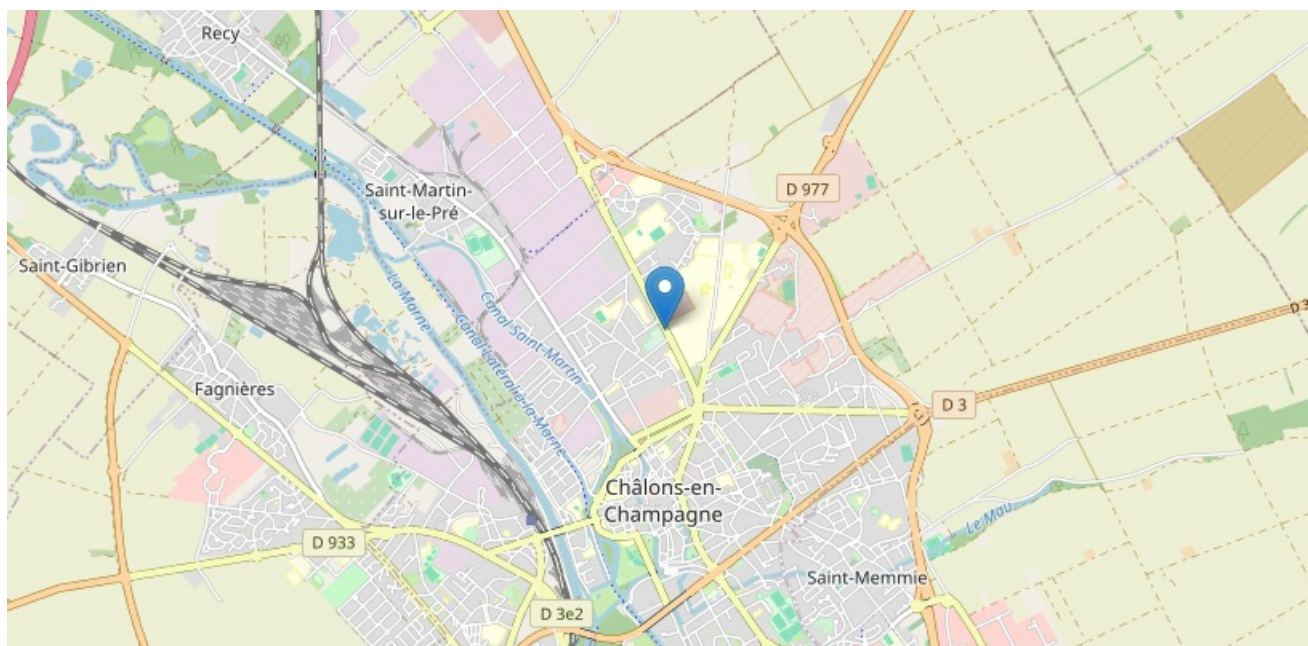 Recy
D 977
Saint-Martin-
sur-le-Pré
Saint-Gibrien
La Marne
Canal Saint-Martin
Canal Latéral à la Marne
D 3
Fagnières
D 3
Châlons-en-
Champagne
Le Mau
D 933
Saint-Memmie
D 3e2